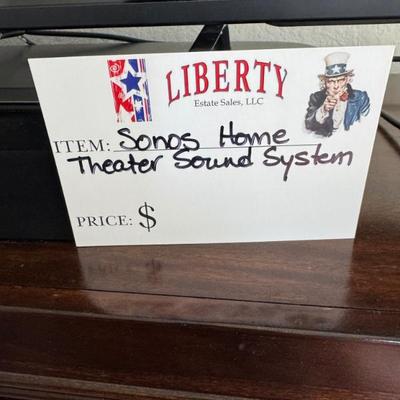 LIBERTY
Estate Sales, LLC
ITEM: Sonos Home
Theater Sound System
PRICE: $